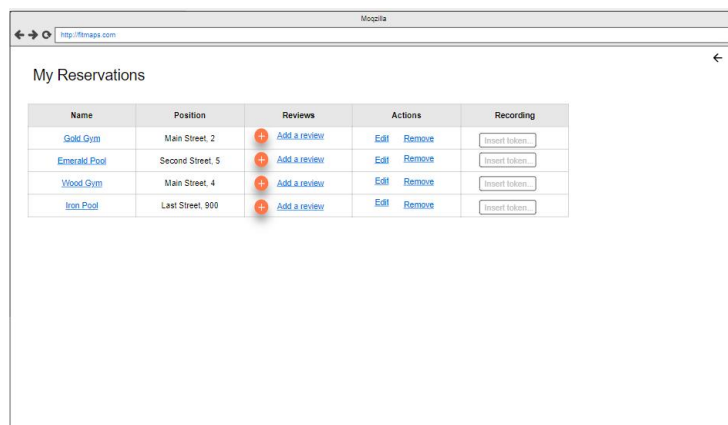 Moqzilla
http://fitmaps.com
My Reservations
Name Position Reviews Actions Recording
Gold Gym Main Street, 2 Add a review Edit Remove Insert token...
Emerald Pool Second Street, 5 Add a review Edit Remove Insert token...
Wood Gym Main Street, 4 Add a review Edit Remove Insert token...
Iron Pool Last Street, 900 Add a review Edit Remove Insert token...